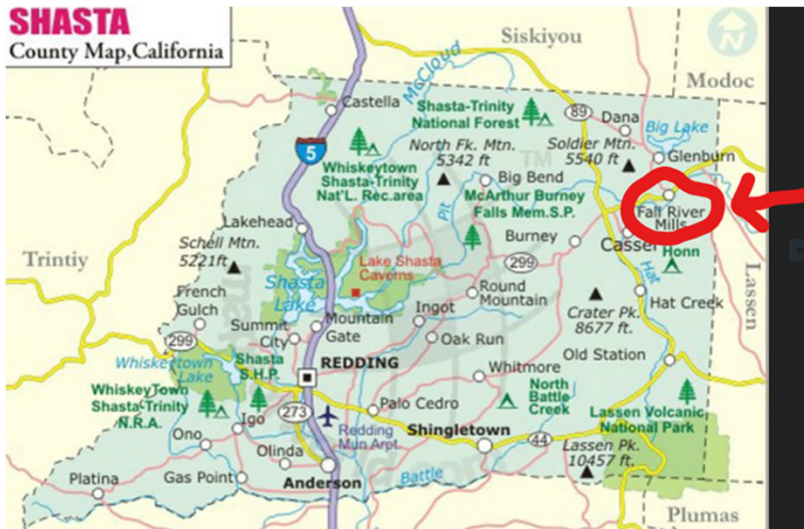 SHASTA
County Map,California
N
Siskiyou
Modoc
McCloud
Castella
Shasta-Trinity
National Forest
89
Dana
Big Lake
5
North Fk. Mtn.
5342 ft
TM
Soldier Mtn.
5540 ft
Glenburn
Whiskeytown
Shasta-Trinity
Nat'L. Rec.area
Big Bend
McArthur Burney
Falls Mem.S.P.
Pit
Fall River
Mills
Lakehead
Burney
Cassel
Trintiy
Schell Mtn.
5221ft
Lake Shasta
Caverns
299
Honn
Hat
Lassen
Shasta
Lake
French
Gulch
Round
Mountain
Crater Pk.
8677 ft.
Hat Creek
Summit
City
Mountain
Gate
Ingot
299
Oak Run
Old Station
Whiskeytown
Lake
Shasta
S.H.P.
REDDING
Whitmore
WhiskeyTown
Shasta-Trinity
N.R.A.
North
Battle
Creek
Lassen Volcanic
National Park
273
Palo Cedro
Igo
Redding
Mun Arpt.
Shingletown
44
Ono
Olinda
Lassen Pk.
10457 ft.
Platina
Gas Point
Anderson
Battle
Plumas